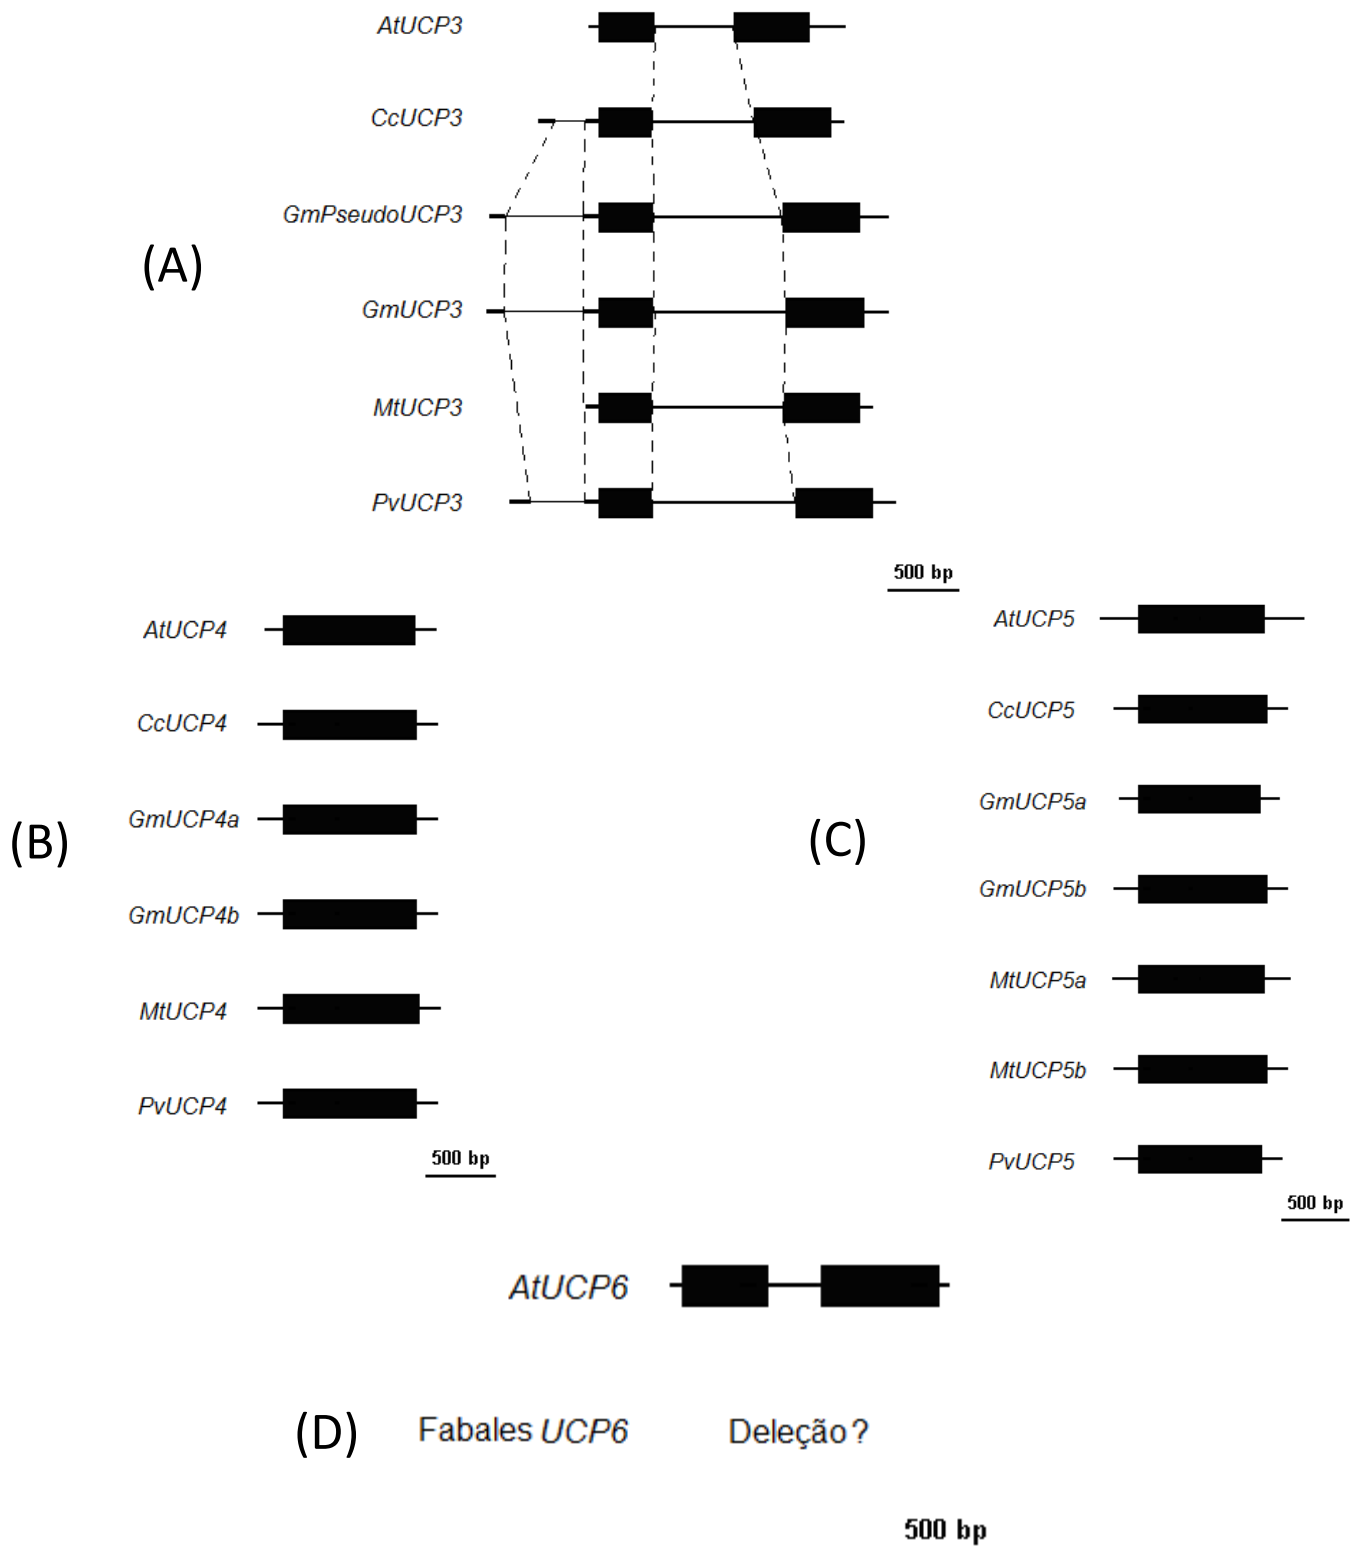 AtUCP3
CcUCP3
GmPseudoUCP3
(A)
GmUCP3
MtUCP3
PvUCP3
500 bp
AtUCP4
CcUCP4
GmUCP4a
(B)
GmUCP4b
MtUCP4
PvUCP4
500 bp
AtUCP5
CcUCP5
GmUCP5a
(C)
GmUCP5b
MtUCP5a
MtUCP5b
PvUCP5
500 bp
AtUCP6
(D)
Fabales UCP6 Deleção?
500 bp